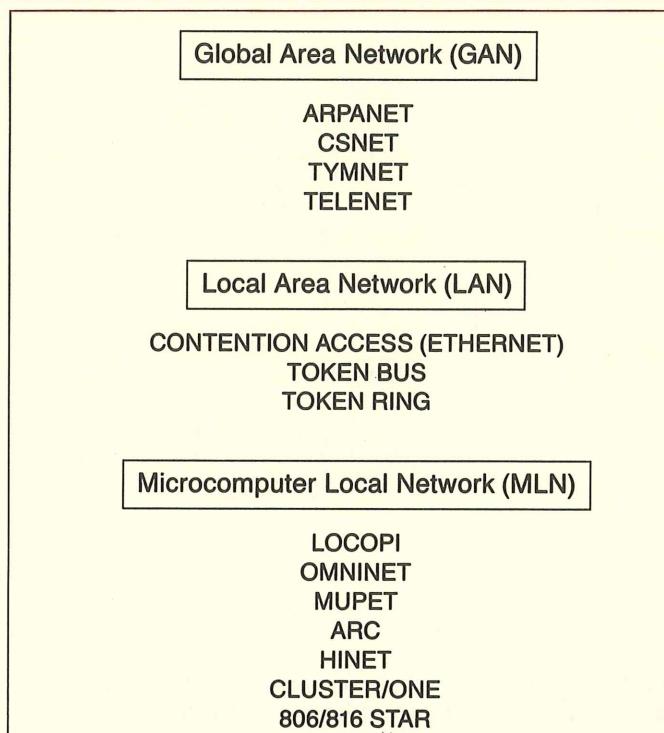 Global Area Network (GAN)
ARPANET
CSNET
TYMNET
TELENET
Local Area Network (LAN)
CONTENTION ACCESS (ETHERNET)
TOKEN BUS
TOKEN RING
Microcomputer Local Network (MLN)
LOCOPI
OMNINET
MUPET
ARC
HINET
CLUSTER/ONE
806/816 STAR